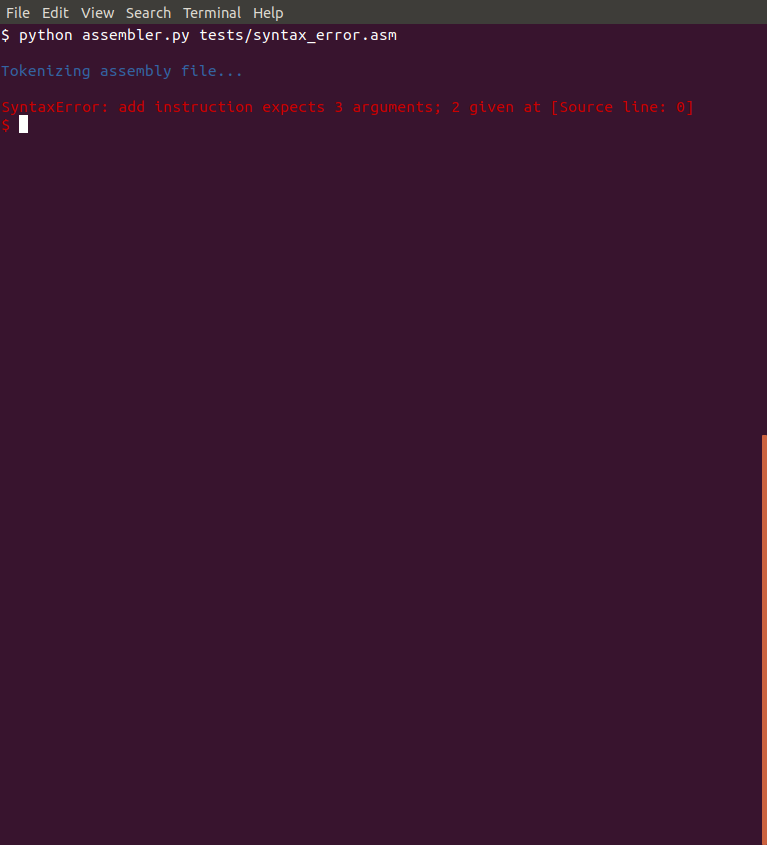 File Edit View Search Terminal Help
$ python assembler.py tests/syntax_error.asm
Tokenizing assembly file...
SyntaxError: add instruction expects 3 arguments; 2 given at [Source line: 0]
$